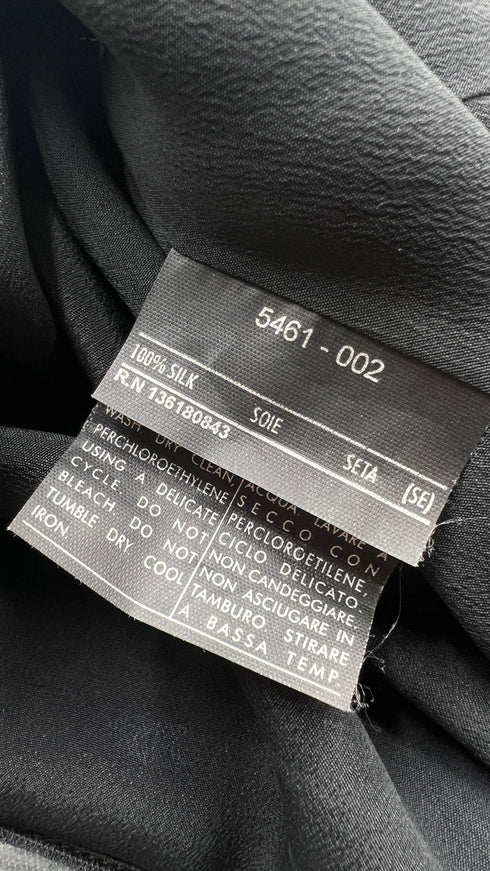 5461 - 002
100% SILK SOIE SETA (SE)
R.N 136180843
WASH DRY CLEAN
PERCHLOROETHYLENE
USING A DELICATE
CYCLE DO NOT
BLEACH DO NOT
TUMBLE DRY COOL
IRON
ACQUA LAVARE A
SECCO CON
PERCLOROETILENE
CICLO DELICATO
NON CANDEGGIARE
NON ASCIUGARE IN
TAMBURO STIRARE
A BASSA TEMP